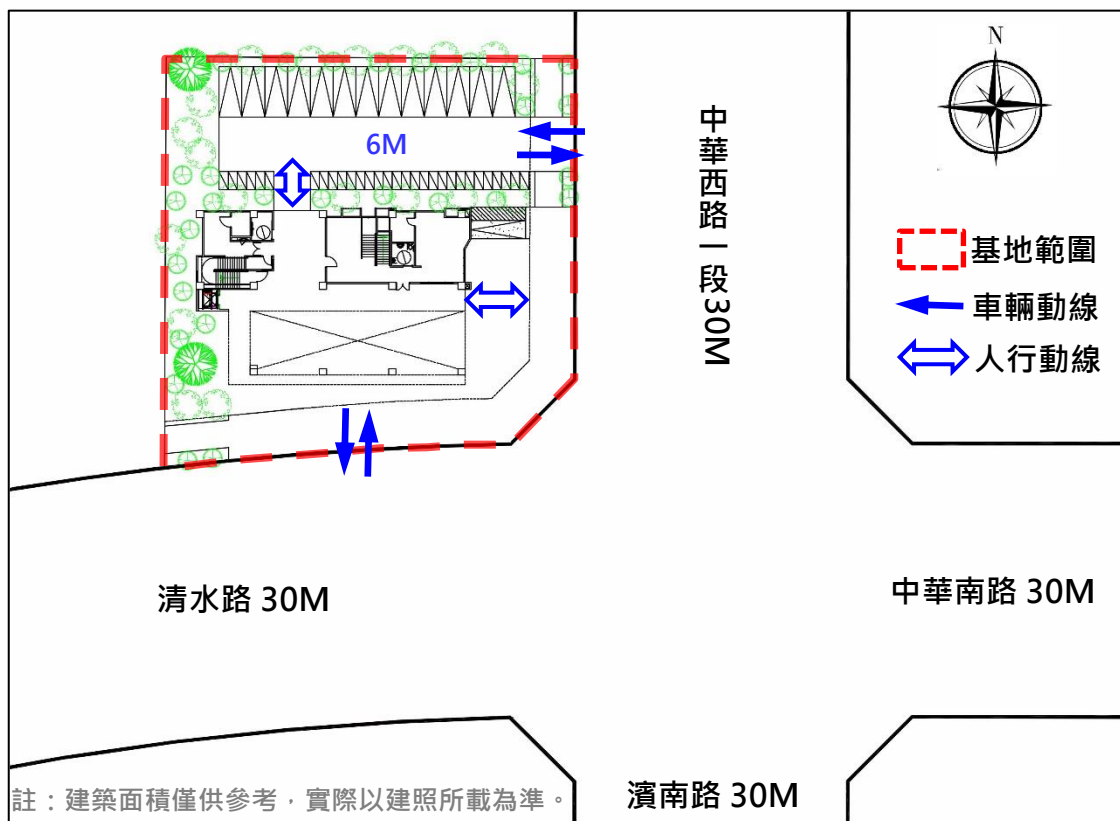 N
6M
中華西路一段30M
基地範圍
車輛動線
人行動線
清水路 30M
中華南路 30M
註：建築面積僅供參考，實際以建照所載為準。
濱南路 30M